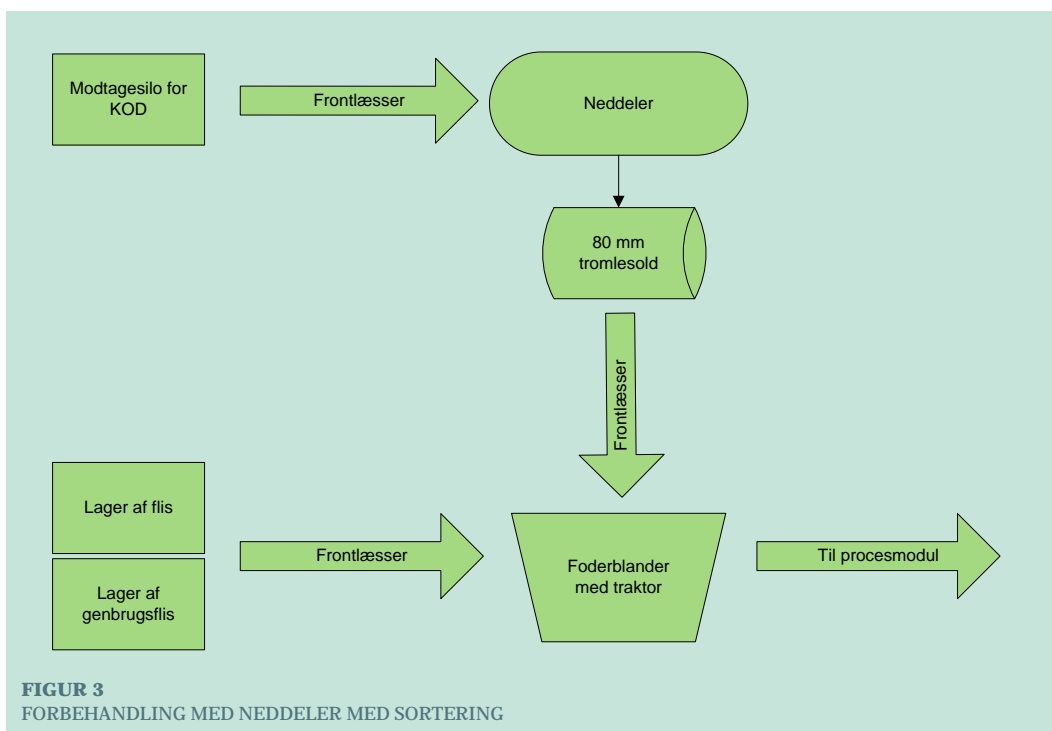 Modtagesilo for
KOD
Frontlæsser
Neddeler
80 mm
tromlesold
Frontlæsser
Lager af flis
Lager af
genbrugsflis
Frontlæsser
Foderblander
med traktor
Til procesmodul
FIGUR 3
FORBEHANDLING MED NEDDELER MED SORTERING